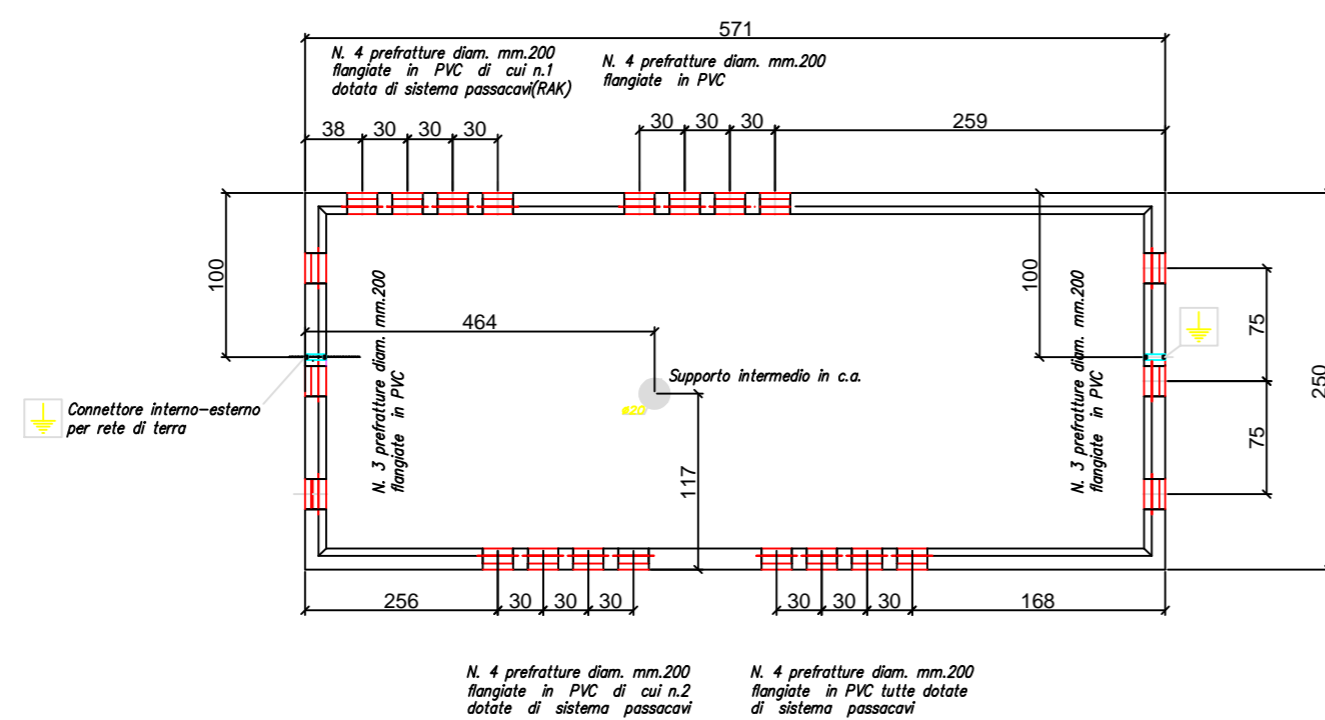 571
N. 4 prefratture diam. mm.200
flangiate in PVC di cui n.1
dotata di sistema passacavi(RAK)
N. 4 prefratture diam. mm.200
flangiate in PVC
38 30 30 30
30 30 30 259
100
100
464
N. 3 prefratture diam. mm.200
flangiate in PVC
N. 3 prefratture diam. mm.200
flangiate in PVC
75
75
250
Supporto intermedio in c.a.
ø20
117
Connettore interno-esterno
per rete di terra
256 30 30 30
30 30 30 168
N. 4 prefratture diam. mm.200
flangiate in PVC di cui n.2
dotate di sistema passacavi
N. 4 prefratture diam. mm.200
flangiate in PVC tutte dotate
di sistema passacavi